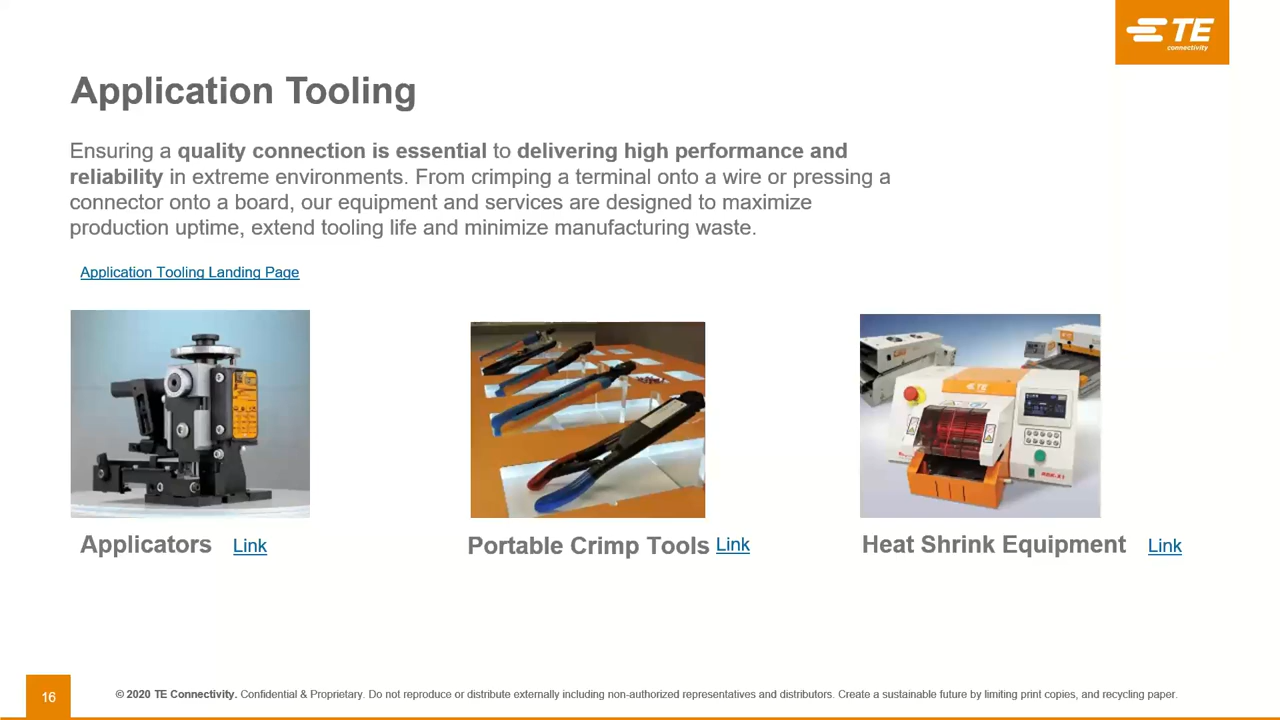 TE
connectivity
Application Tooling
Ensuring a quality connection is essential to delivering high performance and
reliability in extreme environments. From crimping a terminal onto a wire or pressing a
connector onto a board, our equipment and services are designed to maximize
production uptime, extend tooling life and minimize manufacturing waste.
Application Tooling Landing Page
TE
Applicators Link
Portable Crimp Tools Link
Heat Shrink Equipment Link
16
© 2020 TE Connectivity. Confidential & Proprietary. Do not reproduce or distribute externally including non-authorized representatives and distributors. Create a sustainable future by limiting print copies, and recycling paper.